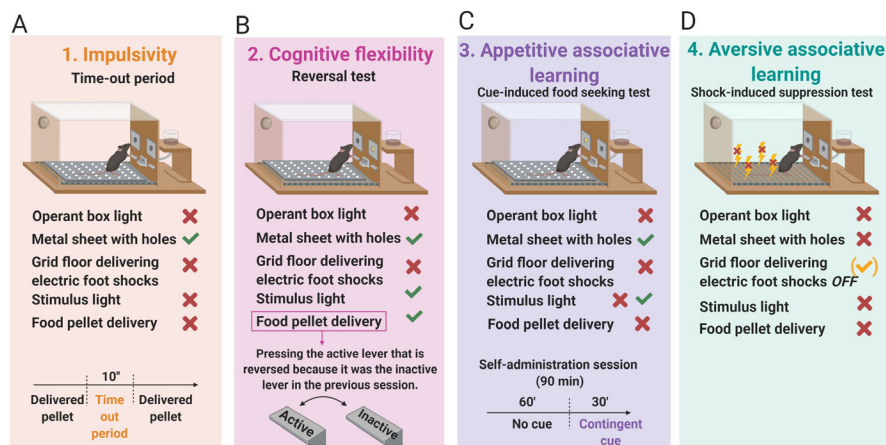 A
1. Impulsivity
Time-out period
Operant box light
Metal sheet with holes
Grid floor delivering
electric foot shocks
Stimulus light
Food pellet delivery
10"
Delivered
pellet
Time
out
period
Delivered
pellet
B
2. Cognitive flexibility
Reversal test
Operant box light
Metal sheet with holes
Grid floor delivering
electric foot shocks
Stimulus light
Food pellet delivery
Pressing the active lever that is
reversed because it was the inactive
lever in the previous session.
Active
Inactive
C
3. Appetitive associative
learning
Cue-induced food seeking test
Operant box light
Metal sheet with holes
Grid floor delivering
electric foot shocks
Stimulus light
Food pellet delivery
Self-administration session
(90 min)
60'
30'
No cue
Contingent
cue
D
4. Aversive associative
learning
Shock-induced suppression test
Operant box light
Metal sheet with holes
Grid floor delivering
electric foot shocks OFF
Stimulus light
Food pellet delivery